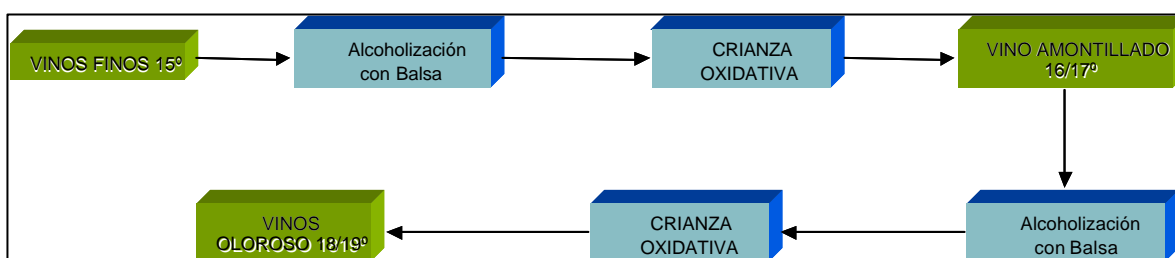 VINOS FINOS 15º
Alcoholización
con Balsa
CRIANZA
OXIDATIVA
VINO AMONTILLADO
16/17º
VINOS
OLOROSO 18/19º
CRIANZA
OXIDATIVA
Alcoholización
con Balsa